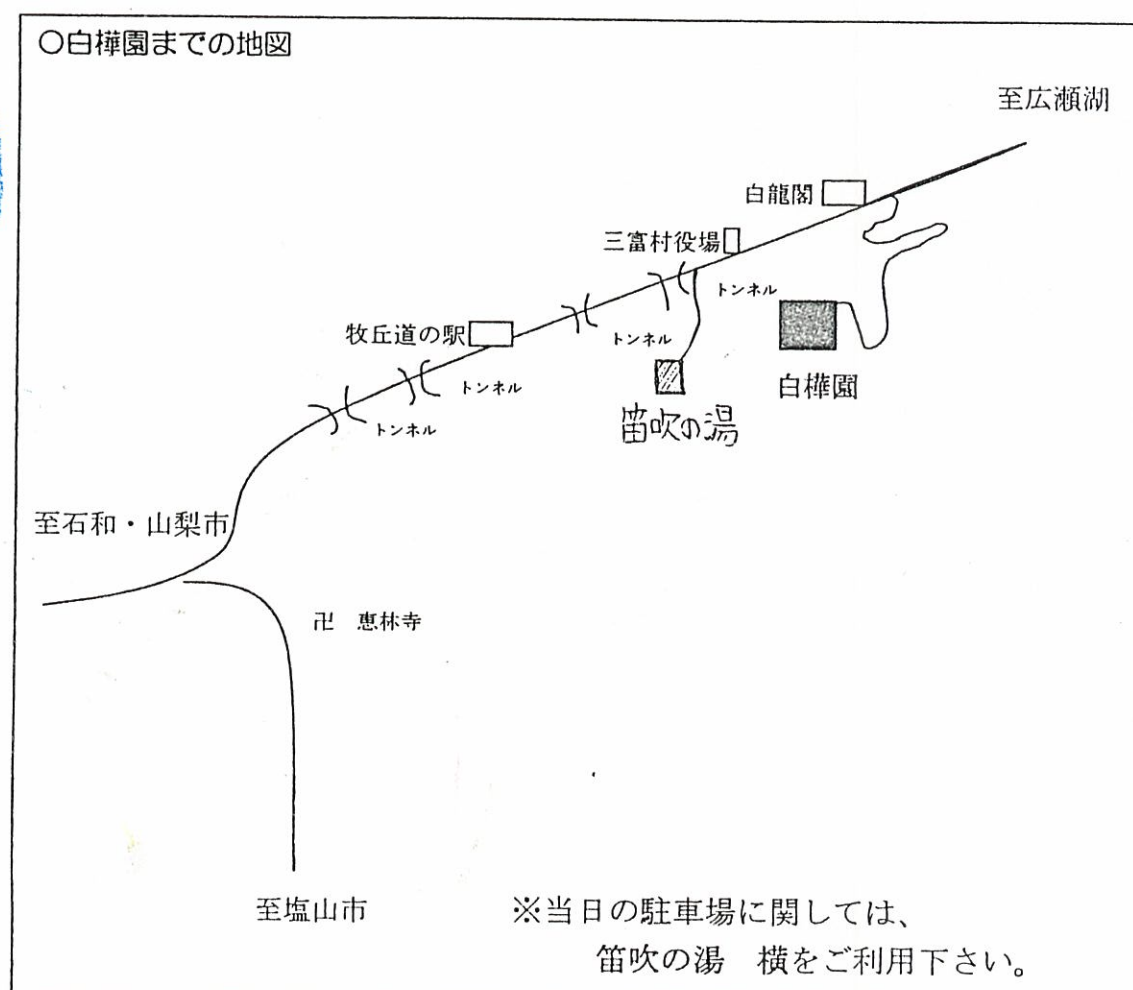 ○白樺園までの地図
至広瀬湖
白龍閣
三富村役場
トンネル
牧丘道の駅
トンネル
白樺園
トンネル
笛吹の湯
トンネル
至石和・山梨市
卍 恵林寺
至塩山市
※当日の駐車場に関しては、
笛吹の湯 横をご利用下さい。